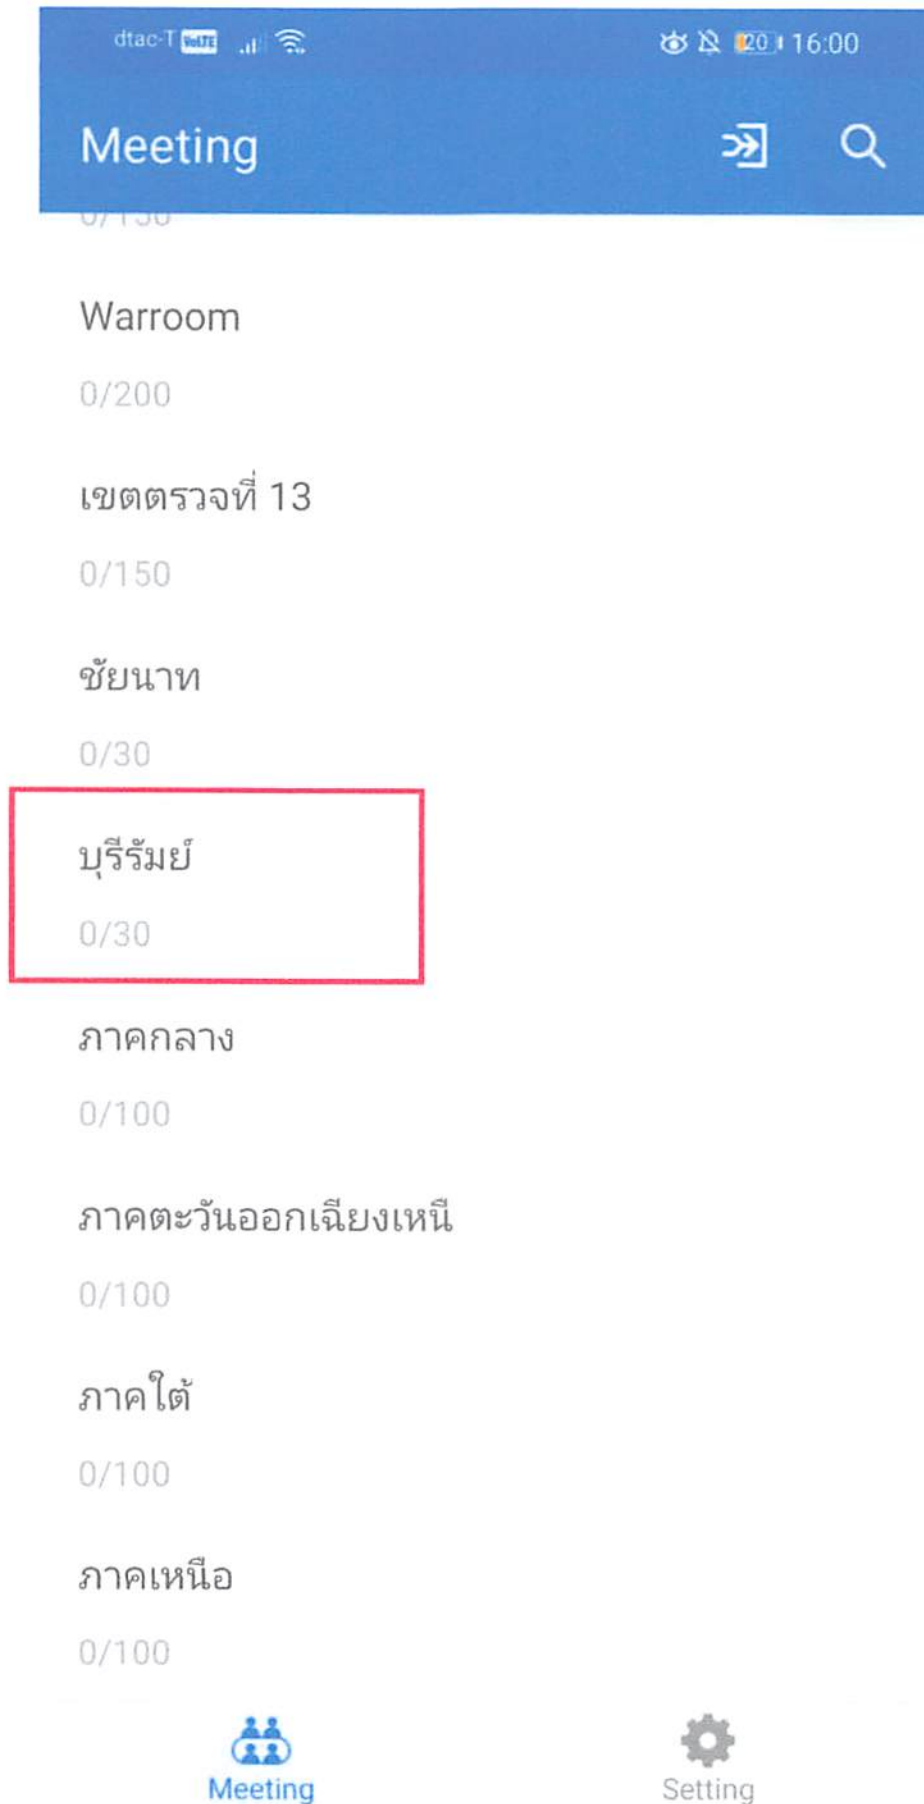 dtac-T VoLTE 20 16:00
Meeting
0/150
Warroom
0/200
เขตตรวจที่ 13
0/150
ชัยนาท
0/30
บุรีรัมย์
0/30
ภาคกลาง
0/100
ภาคตะวันออกเฉียงเหนื
0/100
ภาคใต้
0/100
ภาคเหนือ
0/100
Meeting Setting